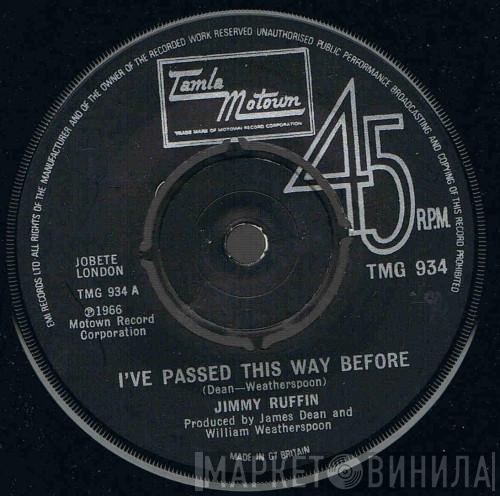 EMI RECORDS LTD ALL RIGHTS OF THE MANUFACTURER AND OF THE OWNER OF THE RECORDED WORK RESERVED UNAUTHORISED PUBLIC PERFORMANCE BROADCASTING AND COPYING OF THIS RECORD PROHIBITED
Tamla
Motown
TRADE MARK OF MOTOWN RECORD CORPORATION
45
R.P.M.
JOBETE
LONDON
TMG 934
TMG 934 A
℗1966
Motown Record
Corporation
I'VE PASSED THIS WAY BEFORE
(Dean—Weatherspoon)
JIMMY RUFFIN
Produced by James Dean and
William Weatherspoon
MADE IN GT BRITAIN
МАРКЕТ ВИНИЛА